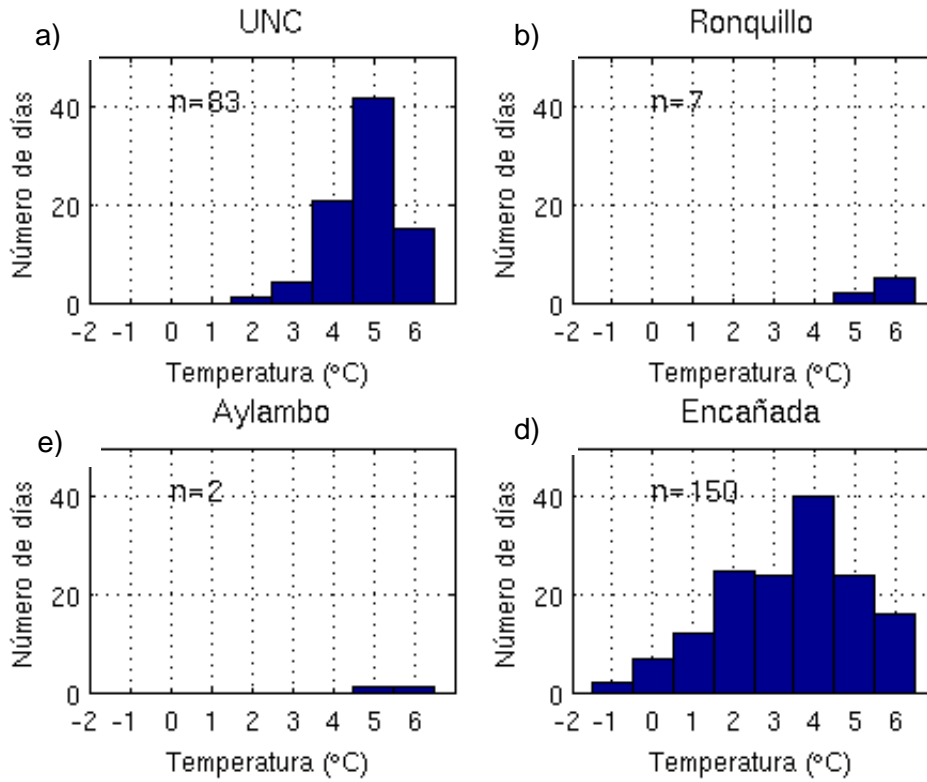 a)
UNC
n=83
Número de días
40
20
0
-2 -1 0 1 2 3 4 5 6
Temperatura (°C)
b)
Ronquillo
n=7
Número de días
40
20
0
-2 -1 0 1 2 3 4 5 6
Temperatura (°C)
e)
Aylambo
n=2
Número de días
40
20
0
-2 -1 0 1 2 3 4 5 6
Temperatura (°C)
d)
Encañada
n=150
Número de días
40
20
0
-2 -1 0 1 2 3 4 5 6
Temperatura (°C)